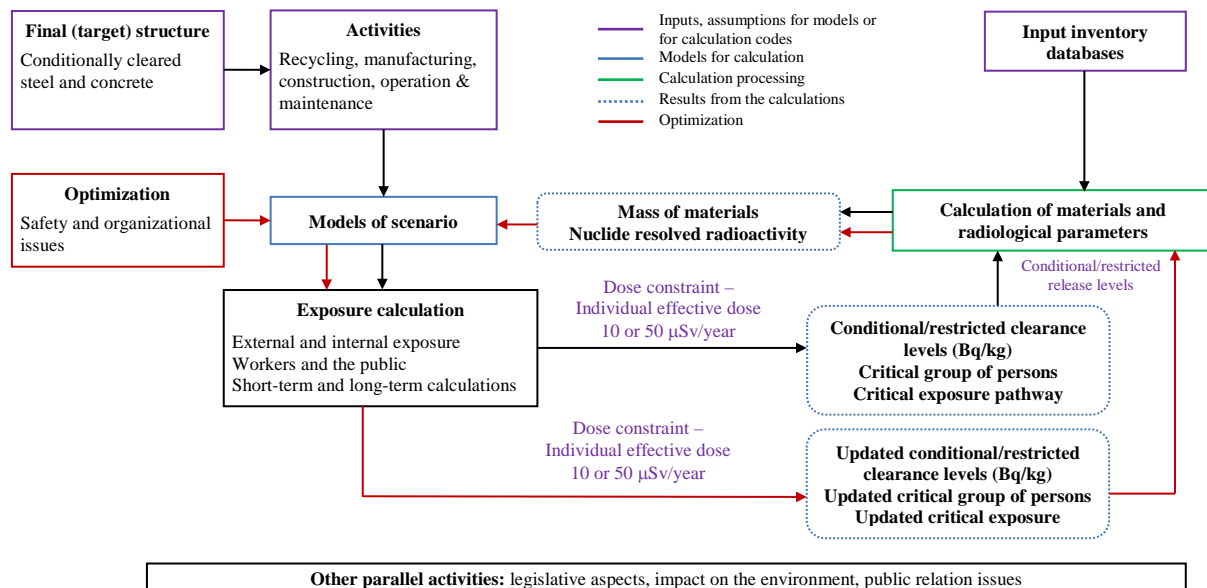 Final (target) structure
Conditionally cleared
steel and concrete
Activities
Recycling, manufacturing,
construction, operation &
maintenance
Inputs, assumptions for models or
for calculation codes
Models for calculation
Calculation processing
Results from the calculations
Optimization
Input inventory
databases
Optimization
Safety and organizational
issues
Models of scenario
Mass of materials
Nuclide resolved radioactivity
Calculation of materials and
radiological parameters
Conditional/restricted
release levels
Exposure calculation
External and internal exposure
Workers and the public
Short-term and long-term calculations
Dose constraint –
Individual effective dose
10 or 50 μSv/year
Conditional/restricted clearance
levels (Bq/kg)
Critical group of persons
Critical exposure pathway
Dose constraint –
Individual effective dose
10 or 50 μSv/year
Updated conditional/restricted
clearance levels (Bq/kg)
Updated critical group of persons
Updated critical exposure
Other parallel activities: legislative aspects, impact on the environment, public relation issues